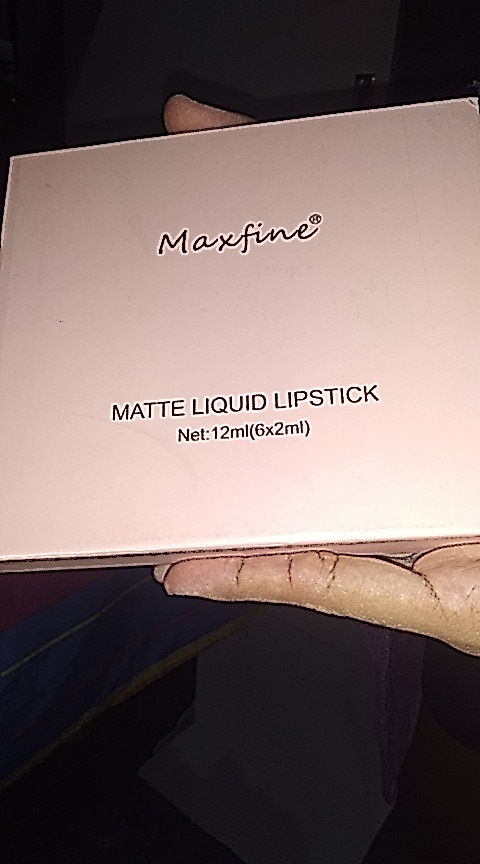 Maxfine®
MATTE LIQUID LIPSTICK
Net:12ml(6x2ml)